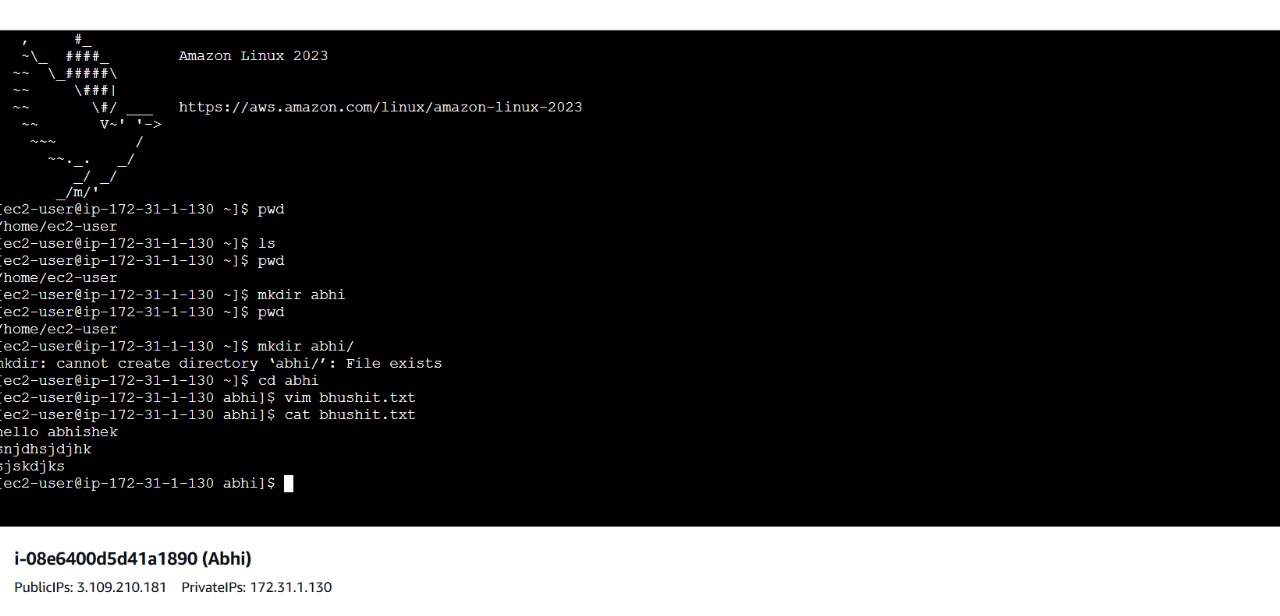 ,     #_
~\_  ####_        Amazon Linux 2023
~~  \_#####\
~~     \###|
~~       \#/ ___   https://aws.amazon.com/linux/amazon-linux-2023
~~       V~' '->
~~~         /
~~._.   _/
_/ _/
_/m/'
[ec2-user@ip-172-31-1-130 ~]$ pwd
/home/ec2-user
[ec2-user@ip-172-31-1-130 ~]$ ls
[ec2-user@ip-172-31-1-130 ~]$ pwd
/home/ec2-user
[ec2-user@ip-172-31-1-130 ~]$ mkdir abhi
[ec2-user@ip-172-31-1-130 ~]$ pwd
/home/ec2-user
[ec2-user@ip-172-31-1-130 ~]$ mkdir abhi/
mkdir: cannot create directory ‘abhi/’: File exists
[ec2-user@ip-172-31-1-130 ~]$ cd abhi
[ec2-user@ip-172-31-1-130 abhi]$ vim bhushit.txt
[ec2-user@ip-172-31-1-130 abhi]$ cat bhushit.txt
hello abhishek
snjdhsjdjhk
sjskdjks
[ec2-user@ip-172-31-1-130 abhi]$
i-08e6400d5d41a1890 (Abhi)
PublicIPs: 3.109.210.181 PrivateIPs: 172.31.1.130